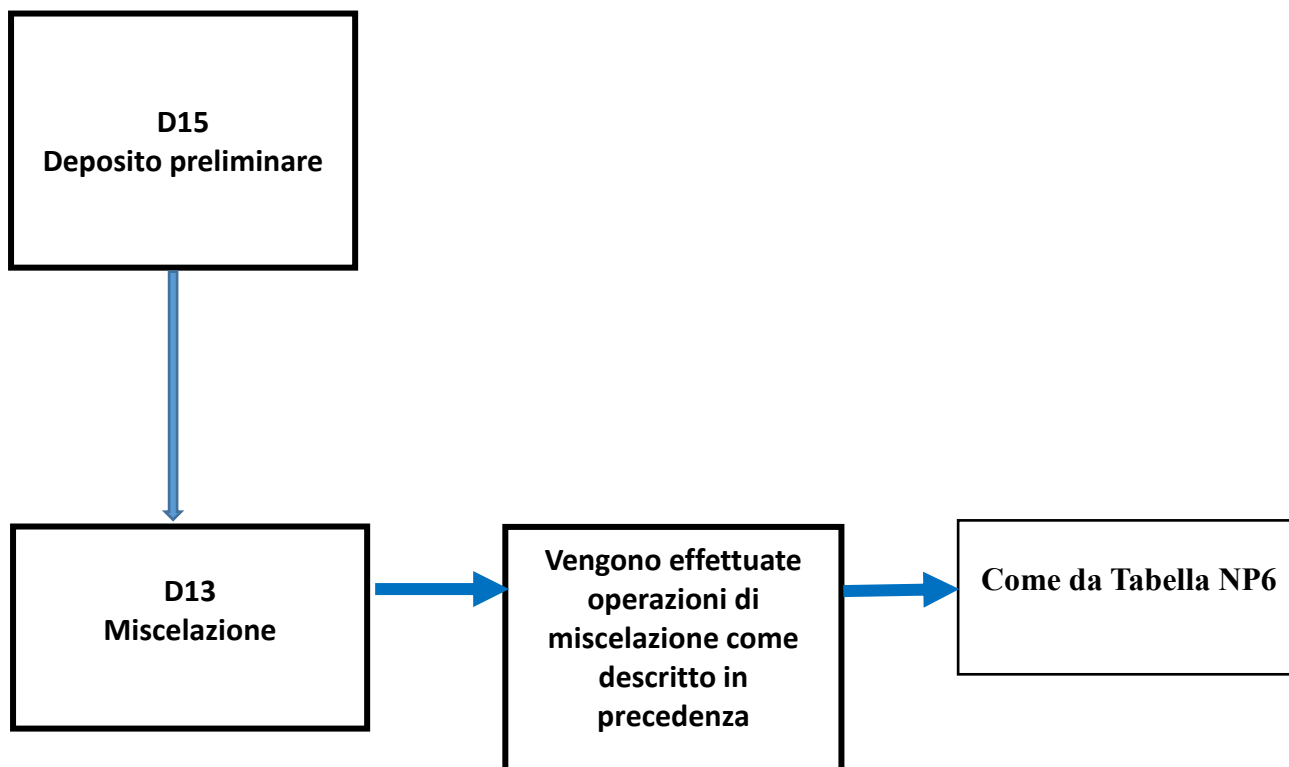 D15
Deposito preliminare
D13
Miscelazione
Vengono effettuate
operazioni di
miscelazione come
descritto in
precedenza
Come da Tabella NP6